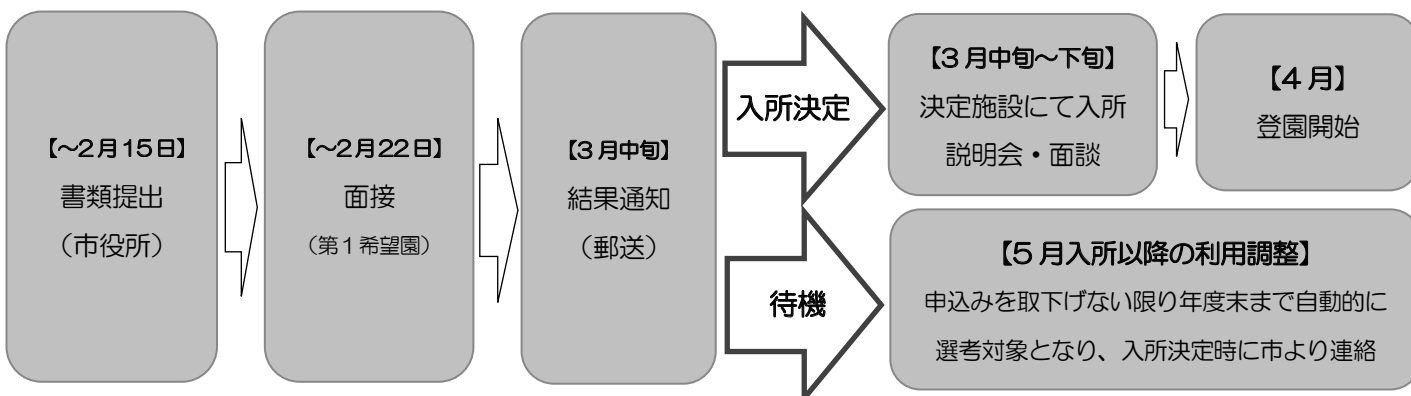 【～2月15日】
書類提出
（市役所）
【～2月22日】
面接
（第1希望園）
【3月中旬】
結果通知
（郵送）
入所決定
【3月中旬～下旬】
決定施設にて入所
説明会・面談
【4月】
登園開始
待機
【5月入所以降の利用調整】
申込みを取下げない限り年度末まで自動的に
選考対象となり、入所決定時に市より連絡